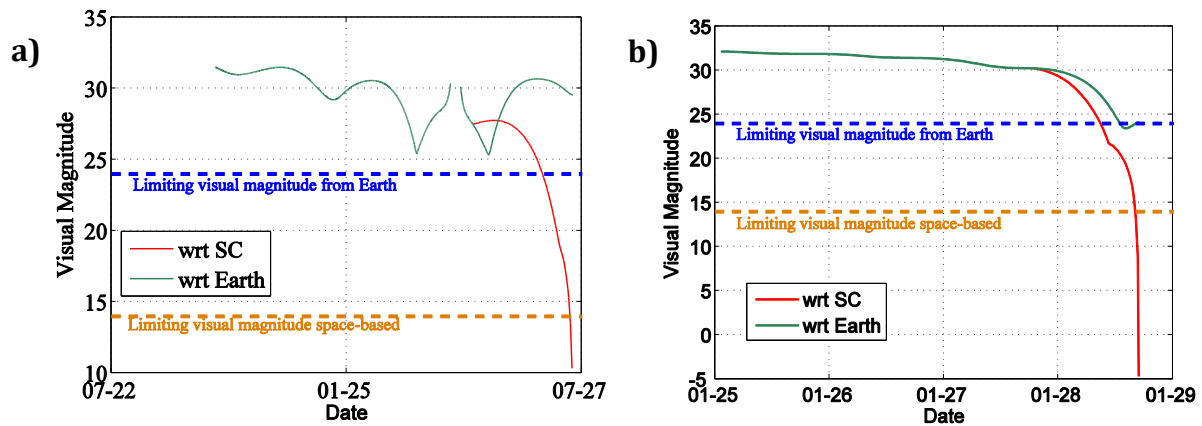 a)
Visual Magnitude
35
30
25
20
15
10
Limiting visual magnitude from Earth
wrt SC
wrt Earth
Limiting visual magnitude space-based
07-22
01-25
07-27
Date
b)
Visual Magnitude
35
30
25
20
15
10
5
0
-5
Limiting visual magnitude from Earth
Limiting visual magnitude space-based
wrt SC
wrt Earth
01-25
01-26
01-27
01-28
01-29
Date